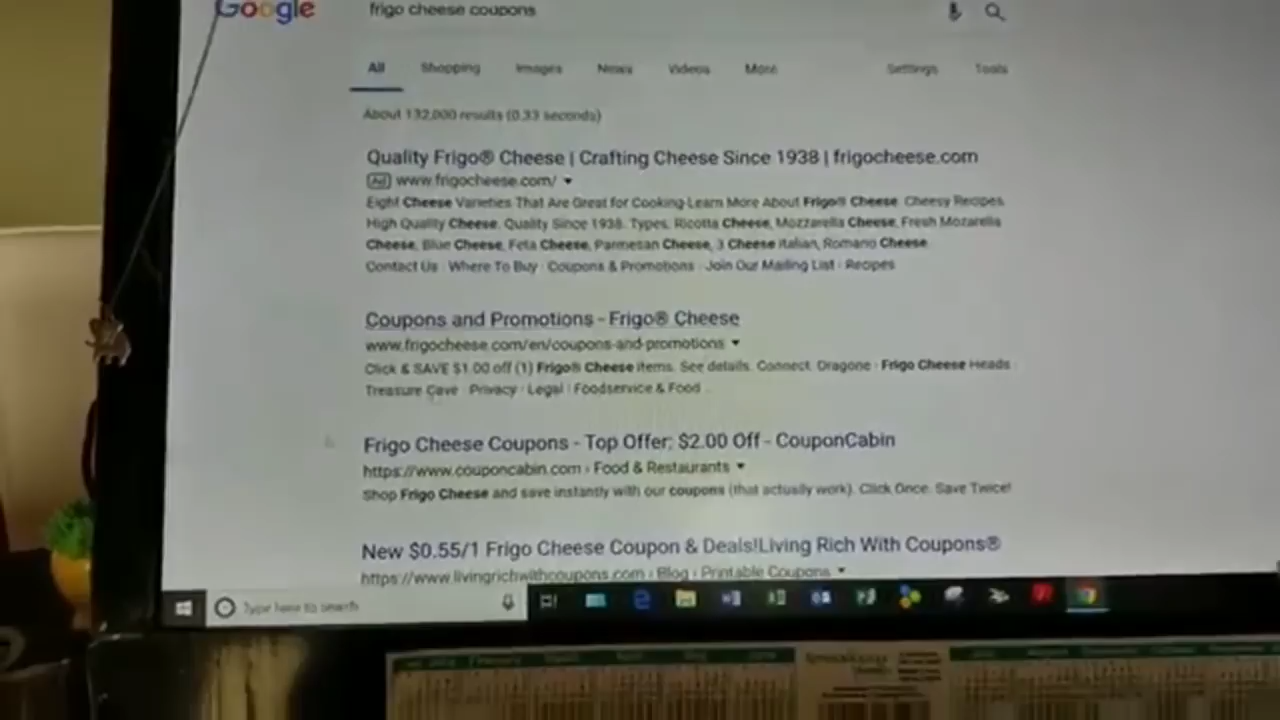 Google
frigo cheese coupons
All Shopping Images News Videos More Settings Tools
About 132,000 results (0.33 seconds)
Quality Frigo® Cheese | Crafting Cheese Since 1938 | frigocheese.com
Ad www.frigocheese.com/
Eight Cheese Varieties That Are Great for Cooking-Learn More About Frigo® Cheese. Cheesy Recipes.
High Quality Cheese. Quality Since 1938. Types: Ricotta Cheese, Mozzarella Cheese, Fresh Mozarella
Cheese, Blue Cheese, Feta Cheese, Parmesan Cheese, 3 Cheese Italian, Romano Cheese.
Contact Us · Where To Buy · Coupons & Promotions · Join Our Mailing List · Recipes
Coupons and Promotions - Frigo® Cheese
www.frigocheese.com/en/coupons-and-promotions
Click & SAVE $1.00 off (1) Frigo® Cheese items. See details. Connect. Dragone · Frigo Cheese Heads ·
Treasure Cave · Privacy · Legal · Foodservice & Food ...
Frigo Cheese Coupons - Top Offer: $2.00 Off - CouponCabin
https://www.couponcabin.com › Food & Restaurants
Shop Frigo Cheese and save instantly with our coupons (that actually work). Click Once. Save Twice!
New $0.55/1 Frigo Cheese Coupon & Deals!Living Rich With Coupons®
https://www.livingrichwithcoupons.com › Blog › Printable Coupons
Type here to search